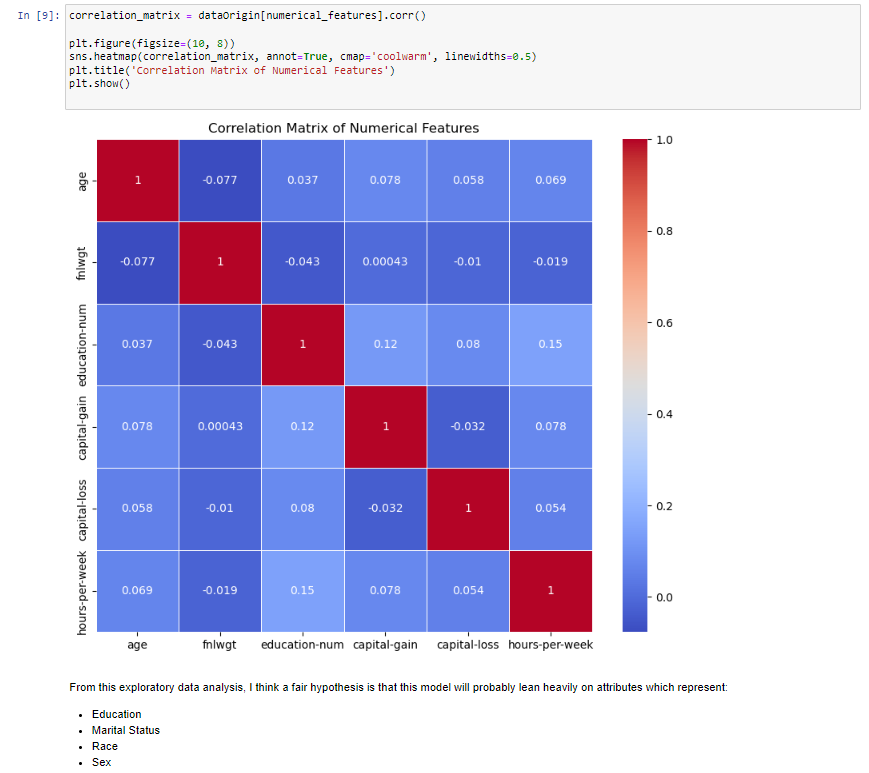 In [9]: correlation_matrix = dataOrigin[numerical_features].corr()
plt.figure(figsize=(10, 8))
sns.heatmap(correlation_matrix, annot=True, cmap='coolwarm', linewidths=0.5)
plt.title('Correlation Matrix of Numerical Features')
plt.show()
Correlation Matrix of Numerical Features
age 1 -0.077 0.037 0.078 0.058 0.069
fnlwgt -0.077 1 -0.043 0.00043 -0.01 -0.019
education-num 0.037 -0.043 1 0.12 0.08 0.15
capital-gain 0.078 0.00043 0.12 1 -0.032 0.078
capital-loss 0.058 -0.01 0.08 -0.032 1 0.054
hours-per-week 0.069 -0.019 0.15 0.078 0.054 1
age fnlwgt education-num capital-gain capital-loss hours-per-week
1.0
0.8
0.6
0.4
0.2
0.0
From this exploratory data analysis, I think a fair hypothesis is that this model will probably lean heavily on attributes which represent:
• Education
• Marital Status
• Race
• Sex